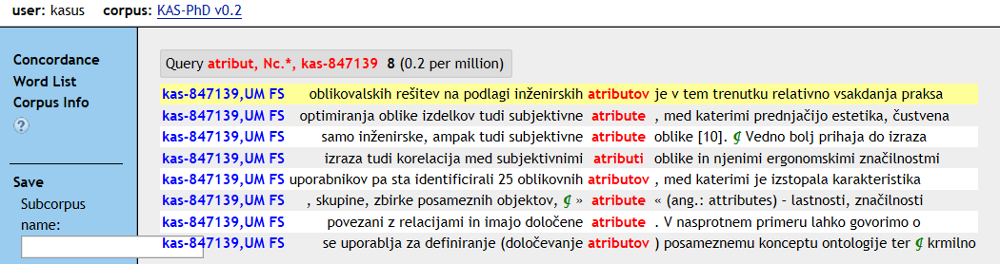 user: kasus corpus: KAS-PhD v0.2
Concordance
Word List
Corpus Info
?
Save
Subcorpus
name:
Query atribut, Nc.*, kas-847139 8 (0.2 per million)
kas-847139,UM FS oblikovalskih rešitev na podlagi inženirskih atributov je v tem trenutku relativno vsakdanja praksa
kas-847139,UM FS optimiranja oblike izdelkov tudi subjektivne atribute , med katerimi prednjačijo estetika, čustvena
kas-847139,UM FS samo inženirske, ampak tudi subjektivne atribute oblike [10]. ₡ Vedno bolj prihaja do izraza
kas-847139,UM FS izraza tudi korelacija med subjektivnimi atributi oblike in njenimi ergonomskimi značilnostmi
kas-847139,UM FS uporabnikov pa sta identificirali 25 oblikovnih atributov , med katerimi je izstopala karakteristika
kas-847139,UM FS , skupine, zbirke posameznih objektov, ₡ » atribute « (ang.: attributes) – lastnosti, značilnosti
kas-847139,UM FS povezani z relacijami in imajo določene atribute . V nasprotnem primeru lahko govorimo o
kas-847139,UM FS se uporablja za definiranje (določevanje atributov ) posameznemu konceptu ontologije ter ₡ krmilno